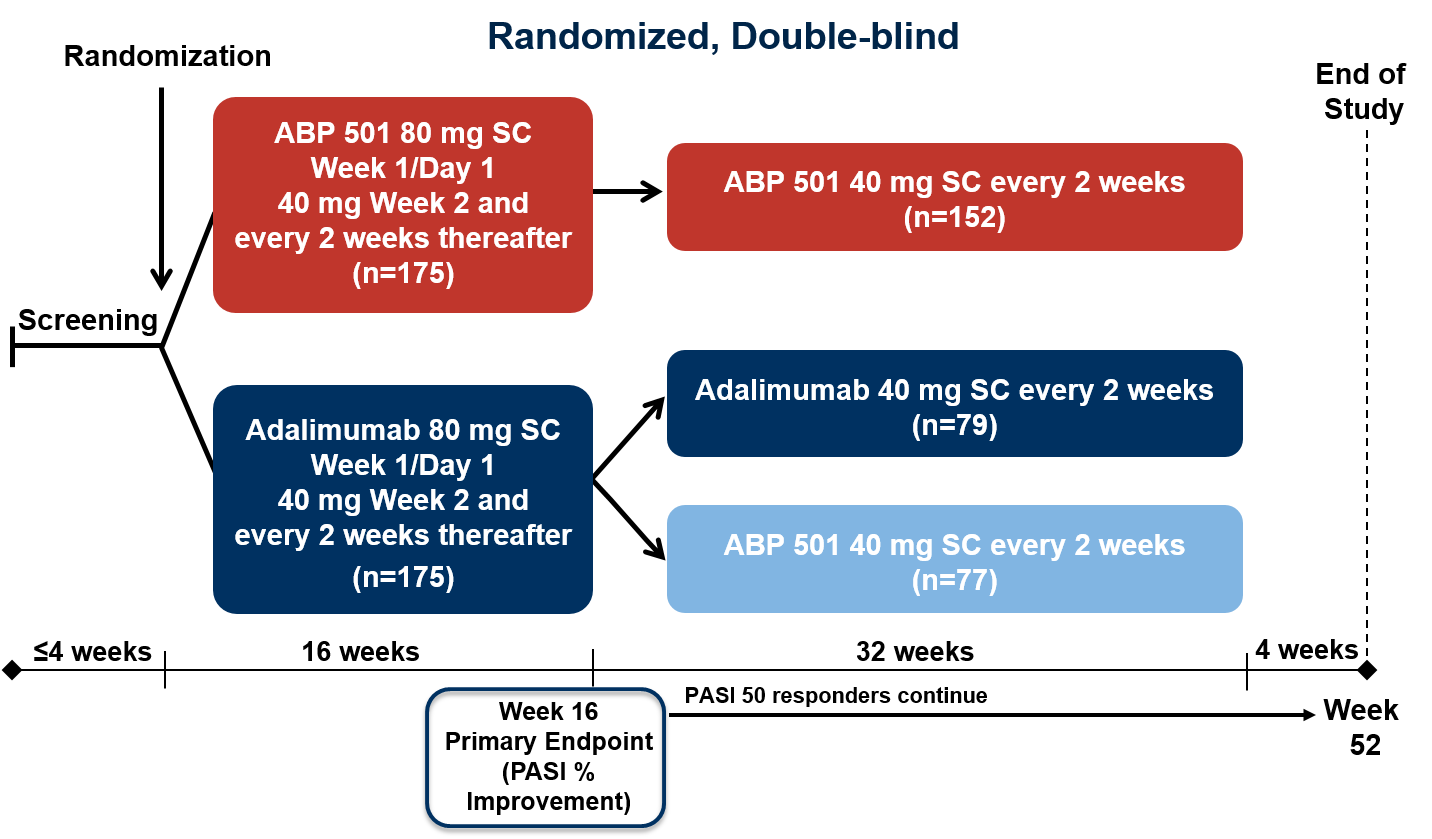 Randomized, Double-blind
Randomization
End of
Study
ABP 501 80 mg SC
Week 1/Day 1
40 mg Week 2 and
every 2 weeks thereafter
(n=175)
ABP 501 40 mg SC every 2 weeks
(n=152)
Screening
Adalimumab 80 mg SC
Week 1/Day 1
40 mg Week 2 and
every 2 weeks thereafter
(n=175)
Adalimumab 40 mg SC every 2 weeks
(n=79)
ABP 501 40 mg SC every 2 weeks
(n=77)
≤4 weeks
16 weeks
32 weeks
4 weeks
Week 16
Primary Endpoint
(PASI %
Improvement)
PASI 50 responders continue
Week
52